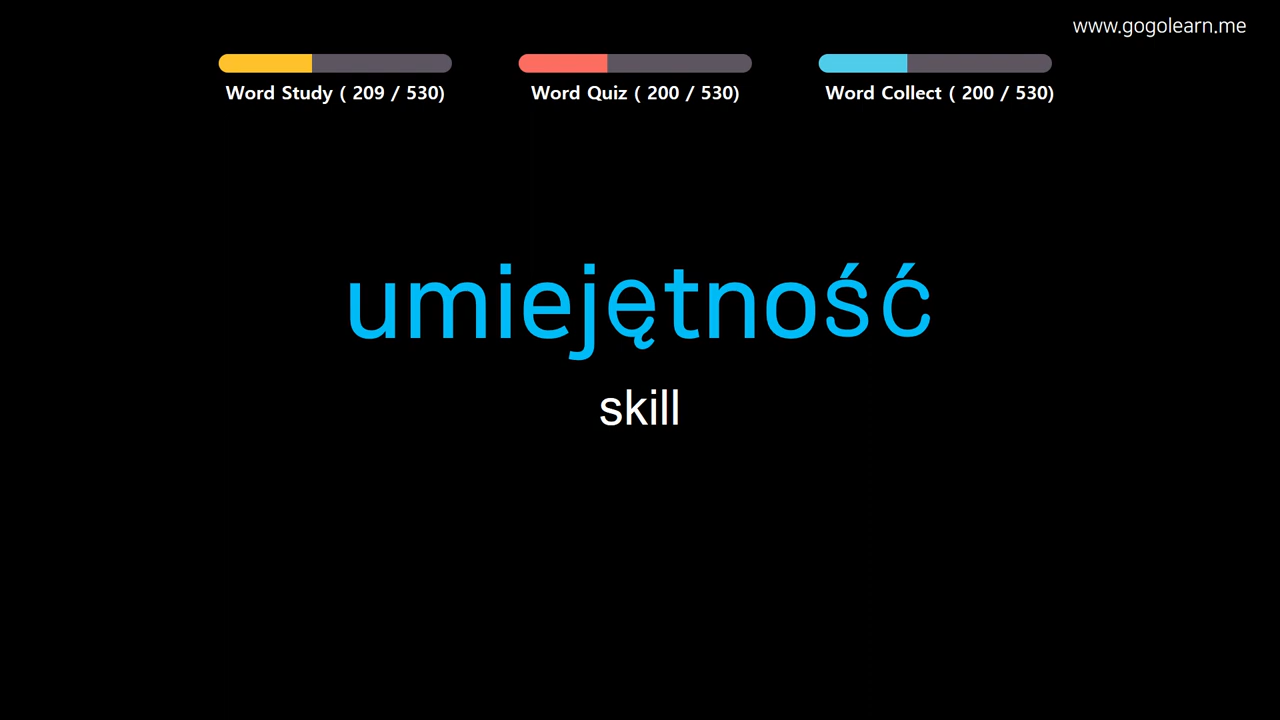 www.gogolearn.me
Word Study ( 209 / 530)
Word Quiz ( 200 / 530)
Word Collect ( 200 / 530)
umiejętność
skill